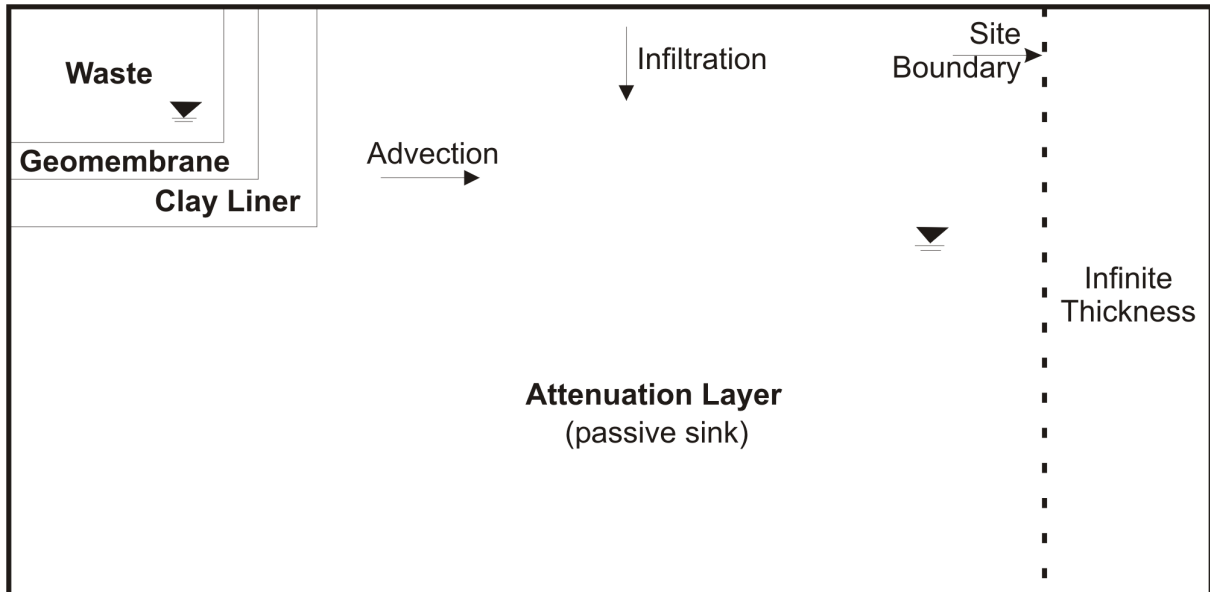 Waste
Geomembrane
Clay Liner
Advection
Infiltration
Site
Boundary
Infinite
Thickness
Attenuation Layer
(passive sink)